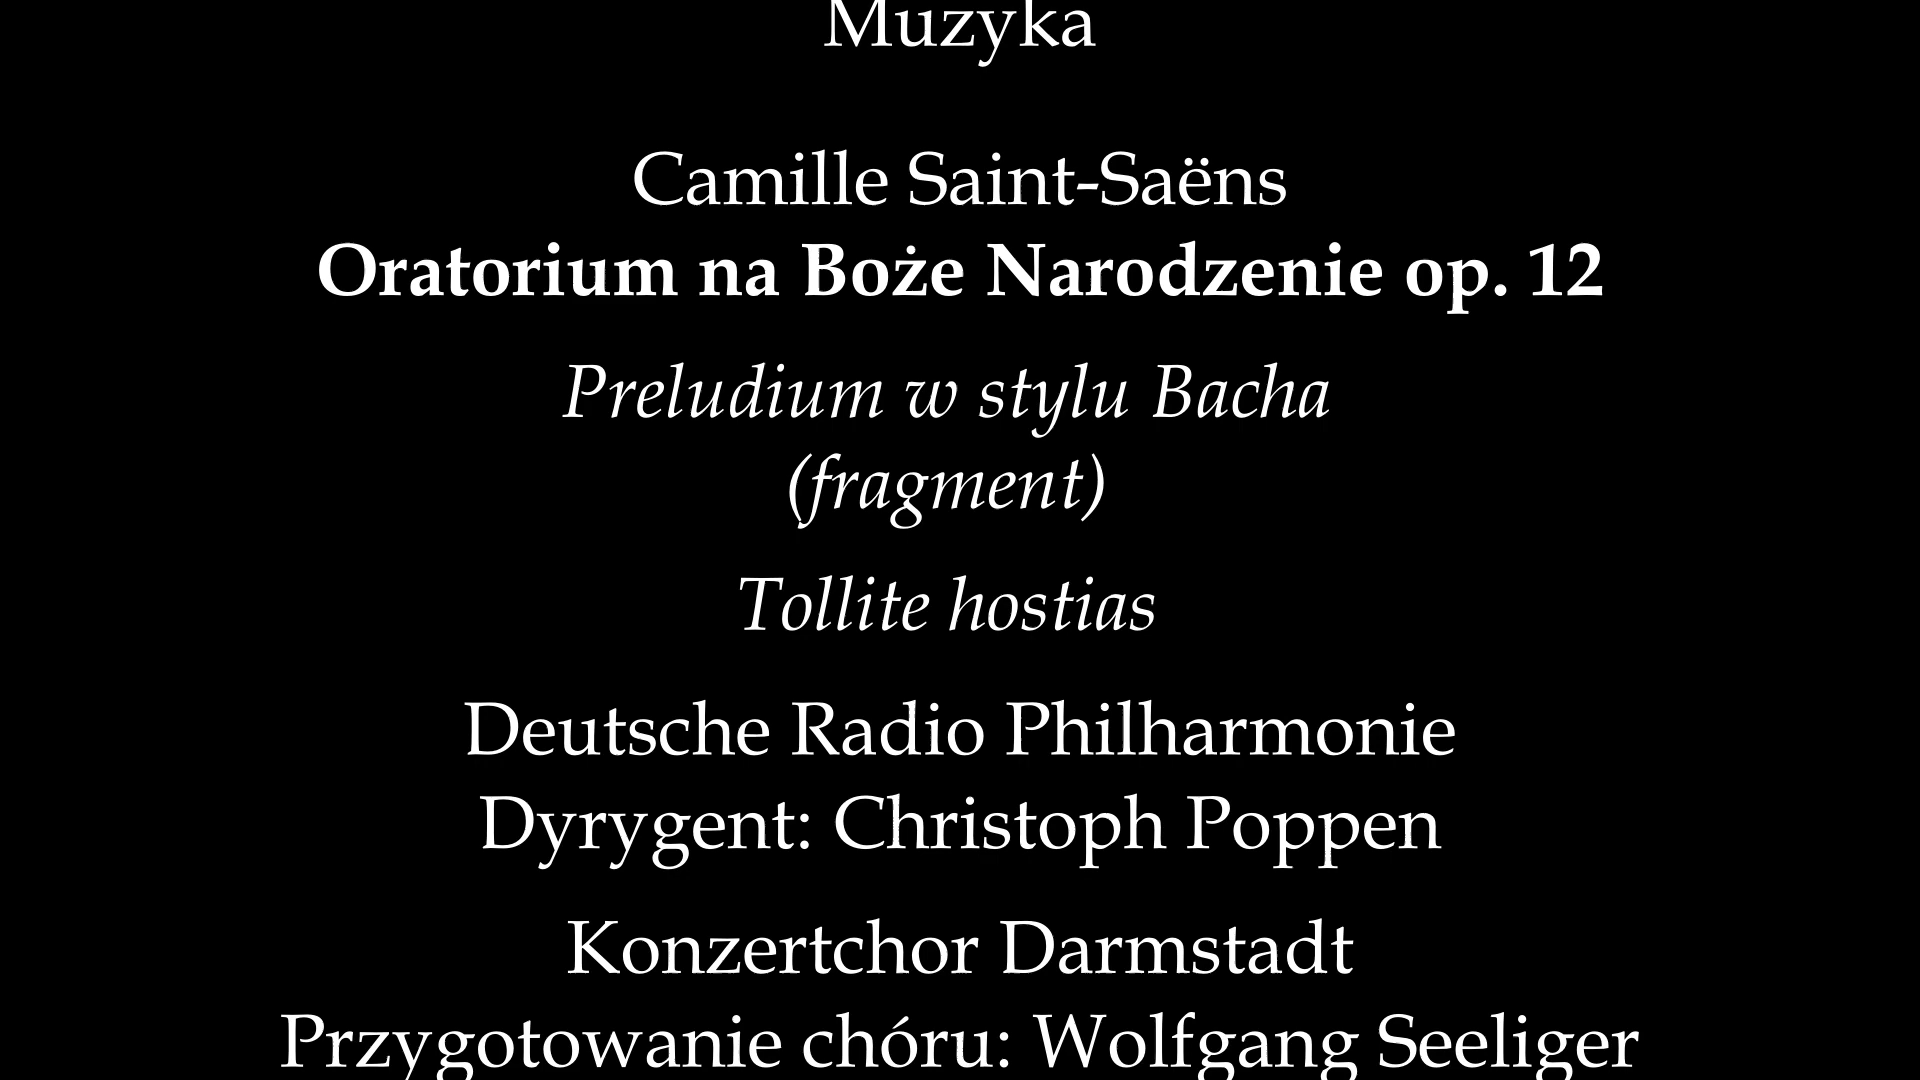 Muzyka
Camille Saint-Saëns
Oratorium na Boże Narodzenie op. 12
Preludium w stylu Bacha
(fragment)
Tollite hostias
Deutsche Radio Philharmonie
Dyrygent: Christoph Poppen
Konzertchor Darmstadt
Przygotowanie chóru: Wolfgang Seeliger